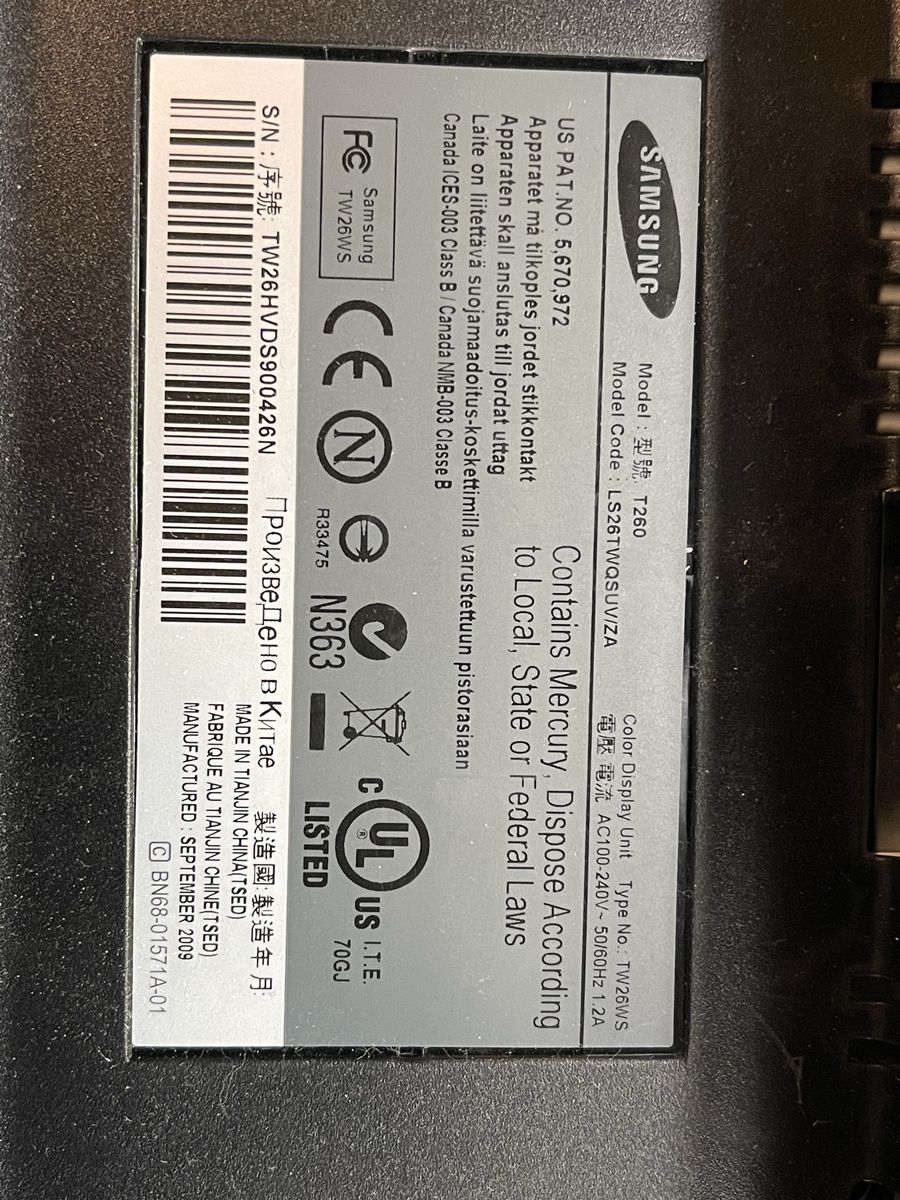 SAMSUNG
Model : 型號: T260
Model Code : LS26TWQSUV/ZA
Color Display Unit Type No.: TW26WS
電壓 電流 AC100-240V~ 50/60Hz 1.2A
US PAT.NO. 5,670,972
Apparatet må tilkoples jordet stikkontakt
Apparaten skall anslutas till jordat uttag
Laite on liitettävä suojamaadoitus-koskettimilla varustettuun pistorasiaan
Canada ICES-003 Class B / Canada NMB-003 Classe B
Contains Mercury, Dispose According
to Local, State or Federal Laws
FC Samsung
TW26WS
CE
N
R33475
N363
c UL ® US
LISTED
I.T.E.
70GJ
S/N : 序號: TW26HVDS900426N
Произведено в Китае
製造國: 製造年 月:
MADE IN TIANJIN CHINA(TSED)
FABRIQUE AU TIANJIN CHINE(TSED)
MANUFACTURED : SEPTEMBER 2009
C BN68-01571A-01